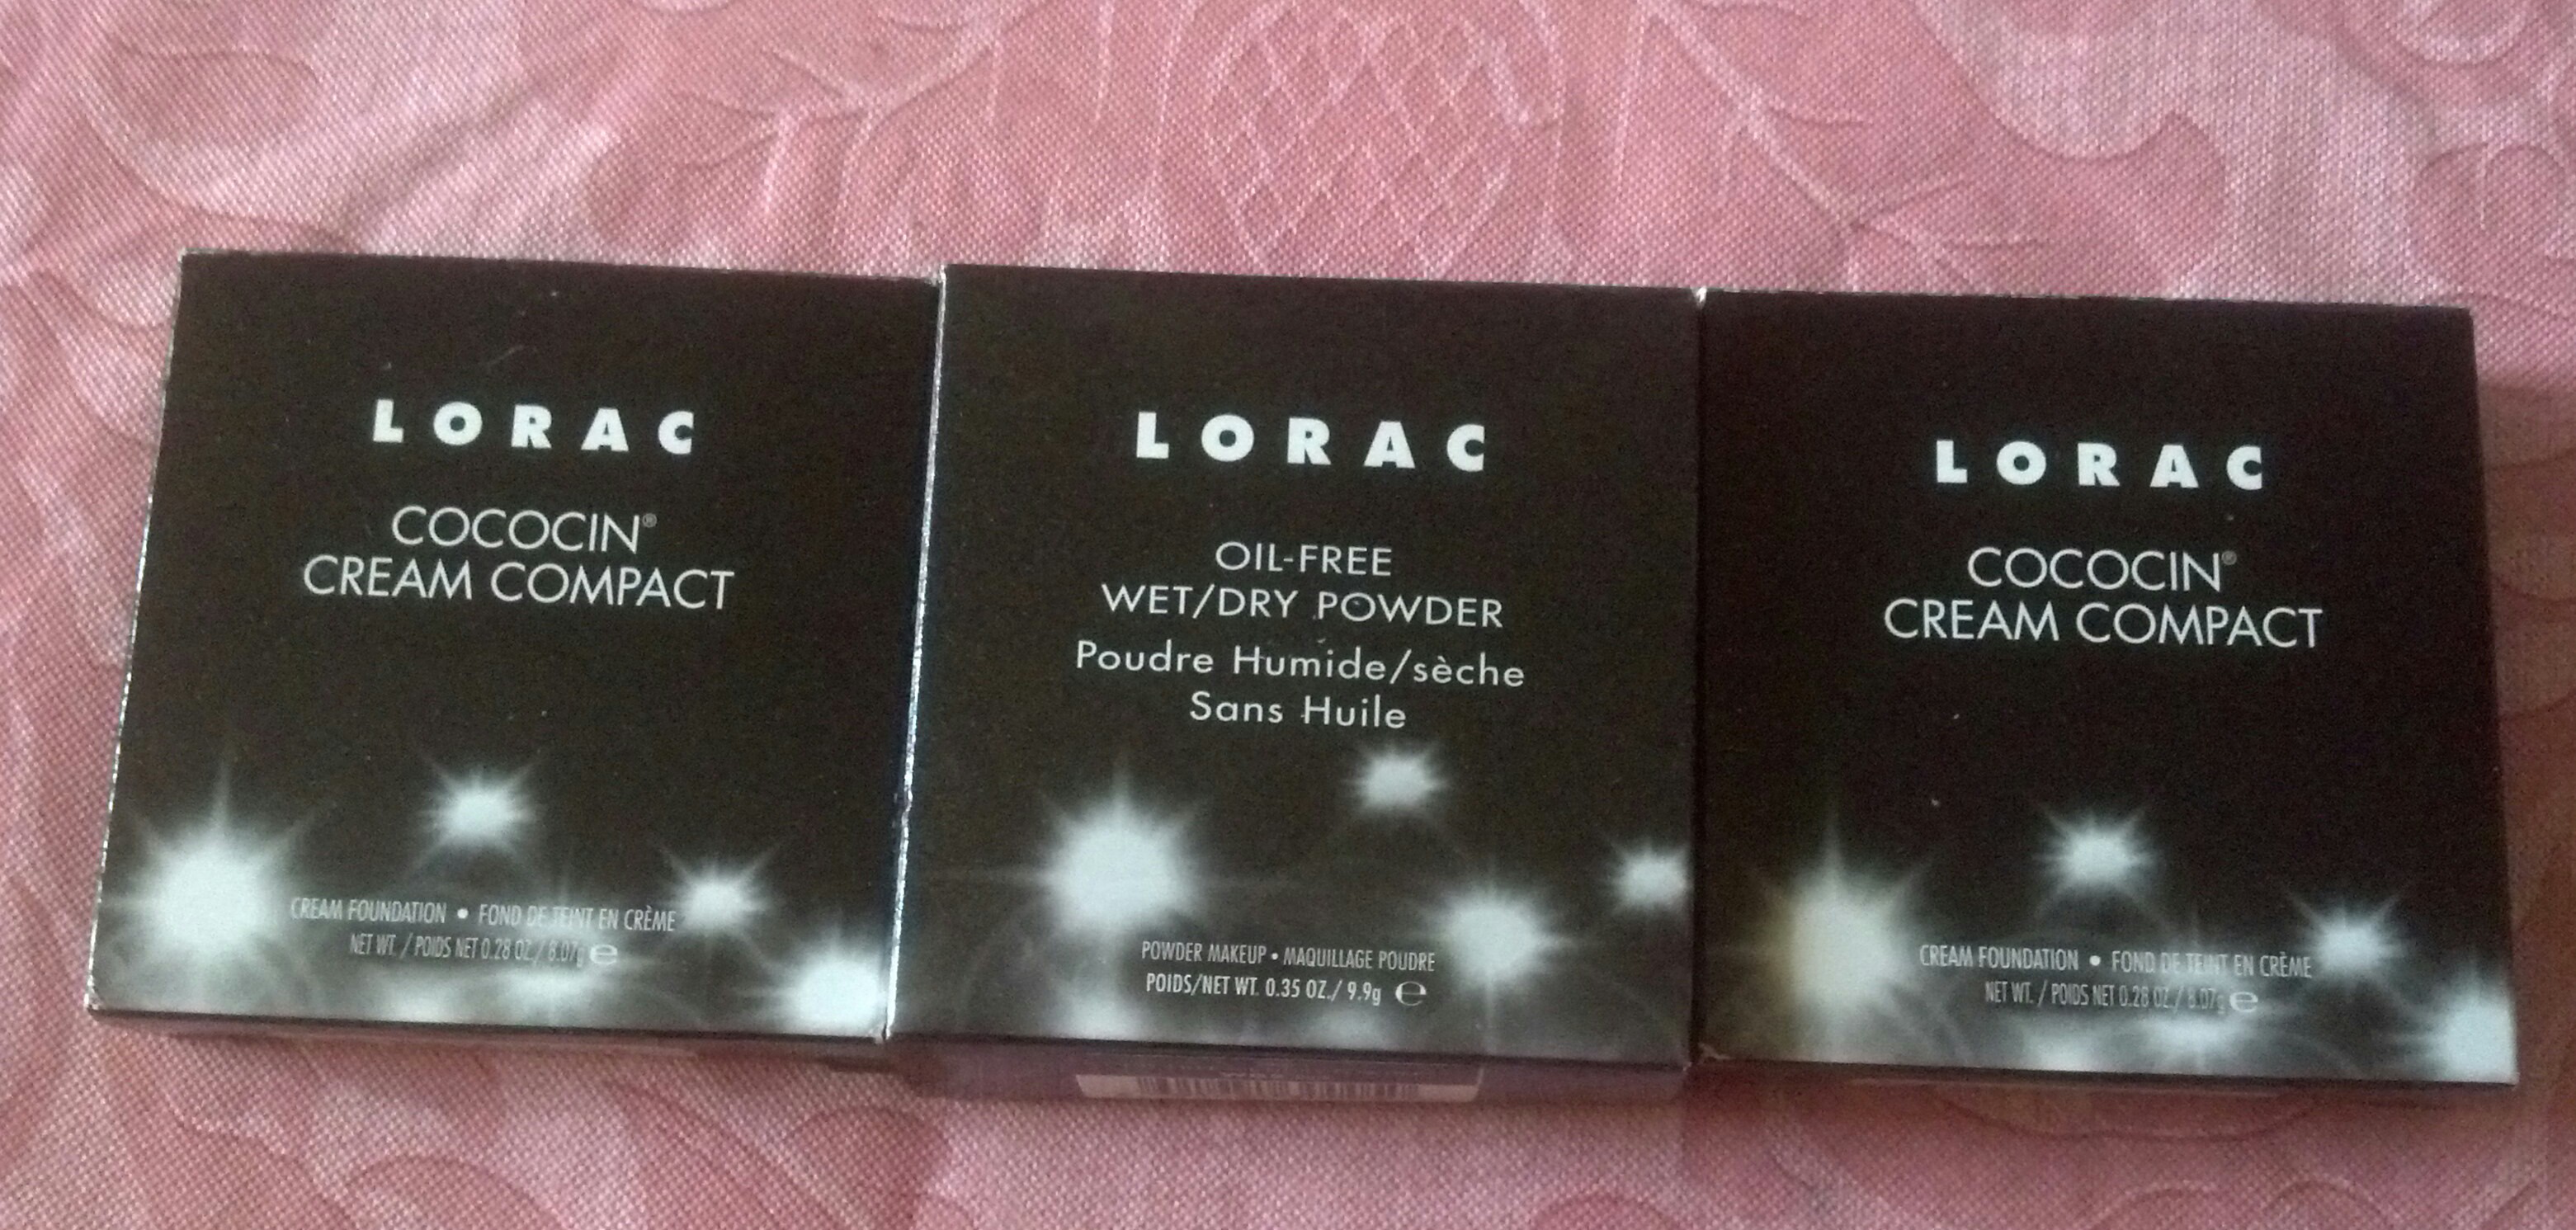 LORAC
COCOCIN®
CREAM COMPACT
CREAM FOUNDATION • FOND DE TEINT EN CRÈME
NET WT. / POIDS NET 0.28 OZ./ 8.07g ℮
LORAC
OIL-FREE
WET/DRY POWDER
Poudre Humide/sèche
Sans Huile
POWDER MAKEUP • MAQUILLAGE POUDRE
POIDS/NET WT. 0.35 OZ./ 9.9g ℮
LORAC
COCOCIN®
CREAM COMPACT
CREAM FOUNDATION • FOND DE TEINT EN CRÈME
NET WT. / POIDS NET 0.28 OZ./ 8.07g ℮